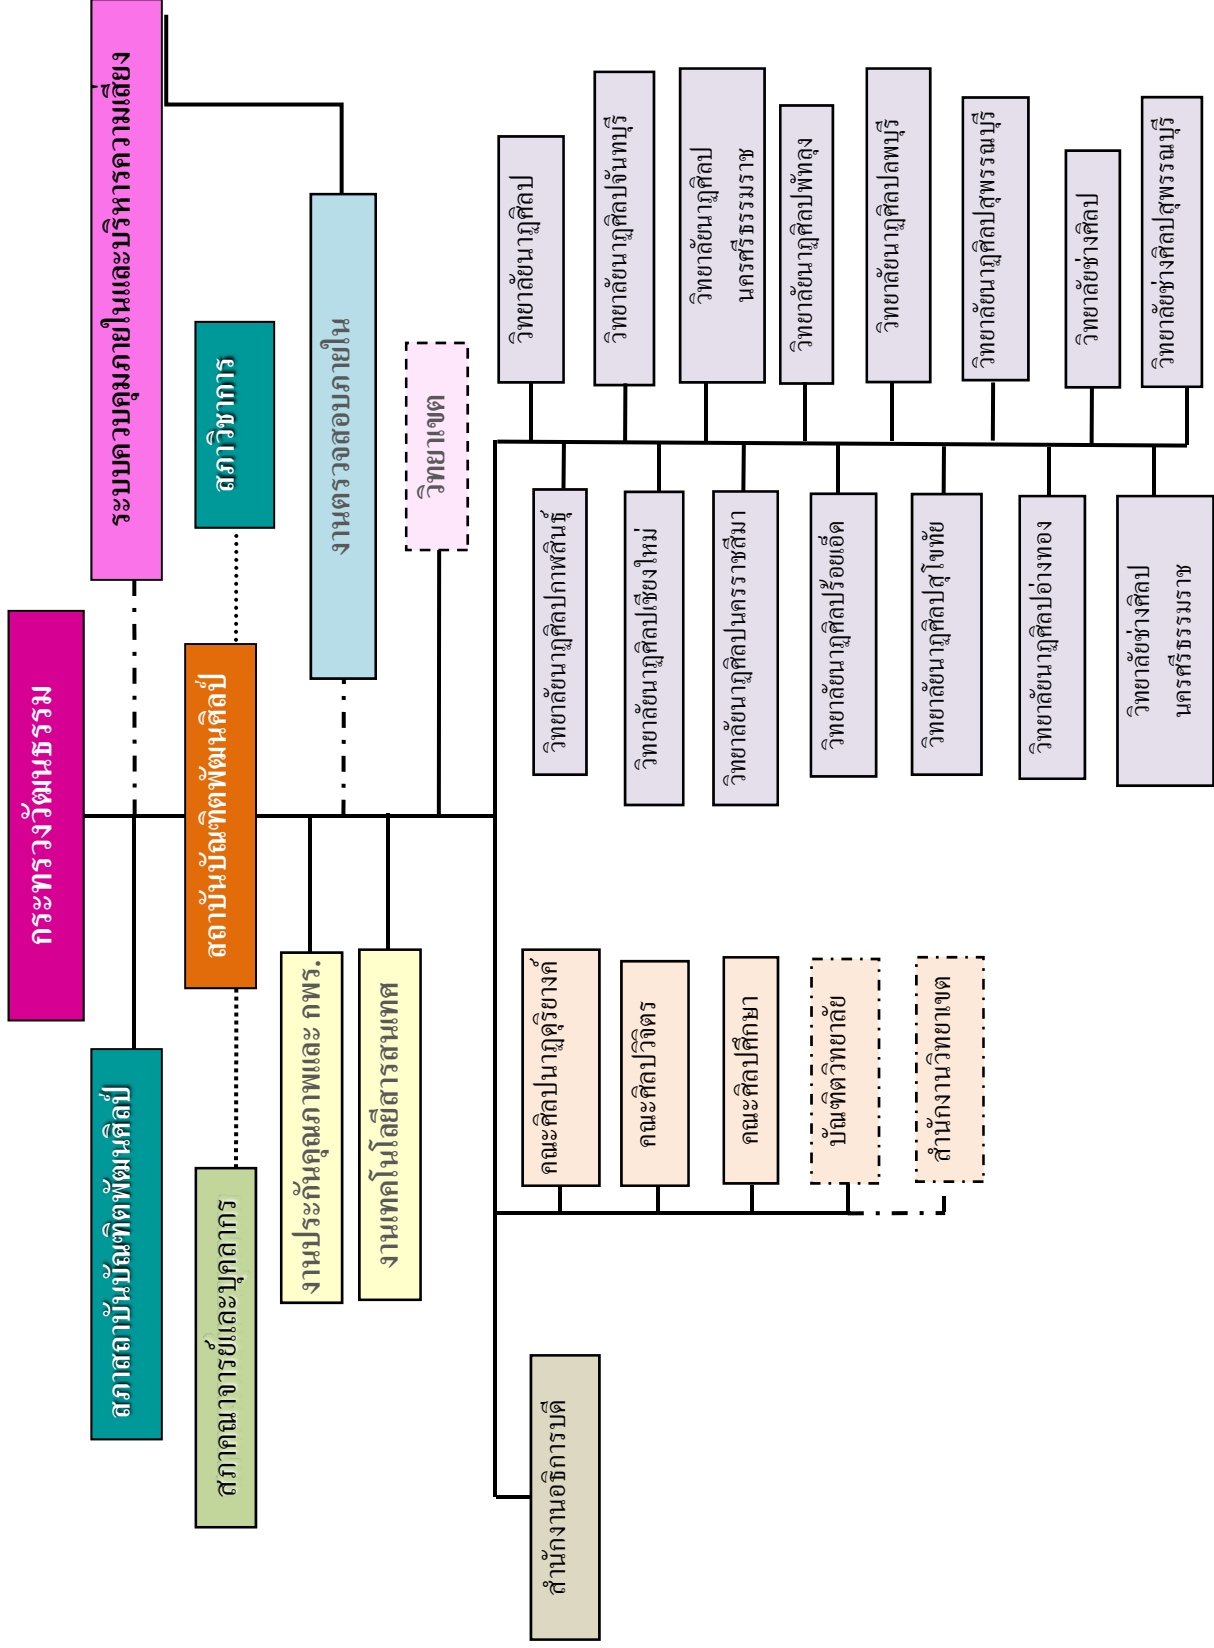 กระทรวงวัฒนธรรม
สภาสถาบันบัณฑิตพัฒนศิลป์
ระบบควบคุมภายในและบริหารความเสี่ยง
สถาบันบัณฑิตพัฒนศิลป์
สภาคณาจารย์และบุคลากร
สภาวิชาการ
งานประกันคุณภาพและ กพร.
งานตรวจสอบภายใน
งานเทคโนโลยีสารสนเทศ
วิทยาเขต
สำนักงานอธิการบดี
คณะศิลปนาฏดุริยางค์
คณะศิลปวิจิตร
คณะศิลปศึกษา
บัณฑิตวิทยาลัย
สำนักงานวิทยาเขต
วิทยาลัยนาฏศิลปกาฬสินธุ์
วิทยาลัยนาฏศิลปเชียงใหม่
วิทยาลัยนาฏศิลปนครราชสีมา
วิทยาลัยนาฏศิลปร้อยเอ็ด
วิทยาลัยนาฏศิลปสุโขทัย
วิทยาลัยนาฏศิลปอ่างทอง
วิทยาลัยช่างศิลป
นครศรีธรรมราช
วิทยาลัยนาฏศิลป
วิทยาลัยนาฏศิลปจันทบุรี
วิทยาลัยนาฏศิลป
นครศรีธรรมราช
วิทยาลัยนาฏศิลปพัทลุง
วิทยาลัยนาฏศิลปลพบุรี
วิทยาลัยนาฏศิลปสุพรรณบุรี
วิทยาลัยช่างศิลป
วิทยาลัยช่างศิลปสุพรรณบุรี